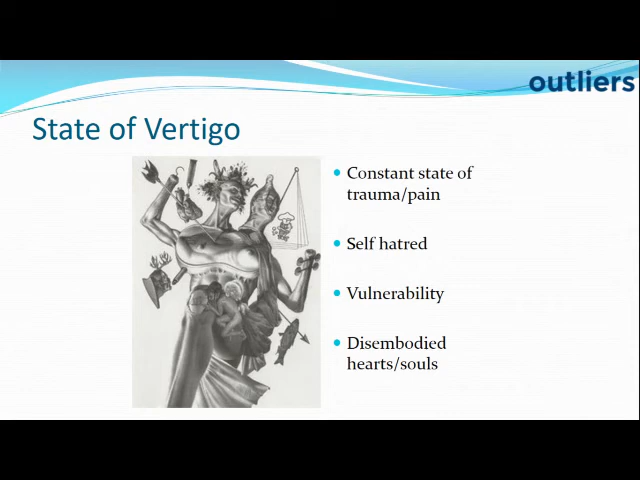 outliers
State of Vertigo
Constant state of
trauma/pain
Self hatred
Vulnerability
Disembodied
hearts/souls